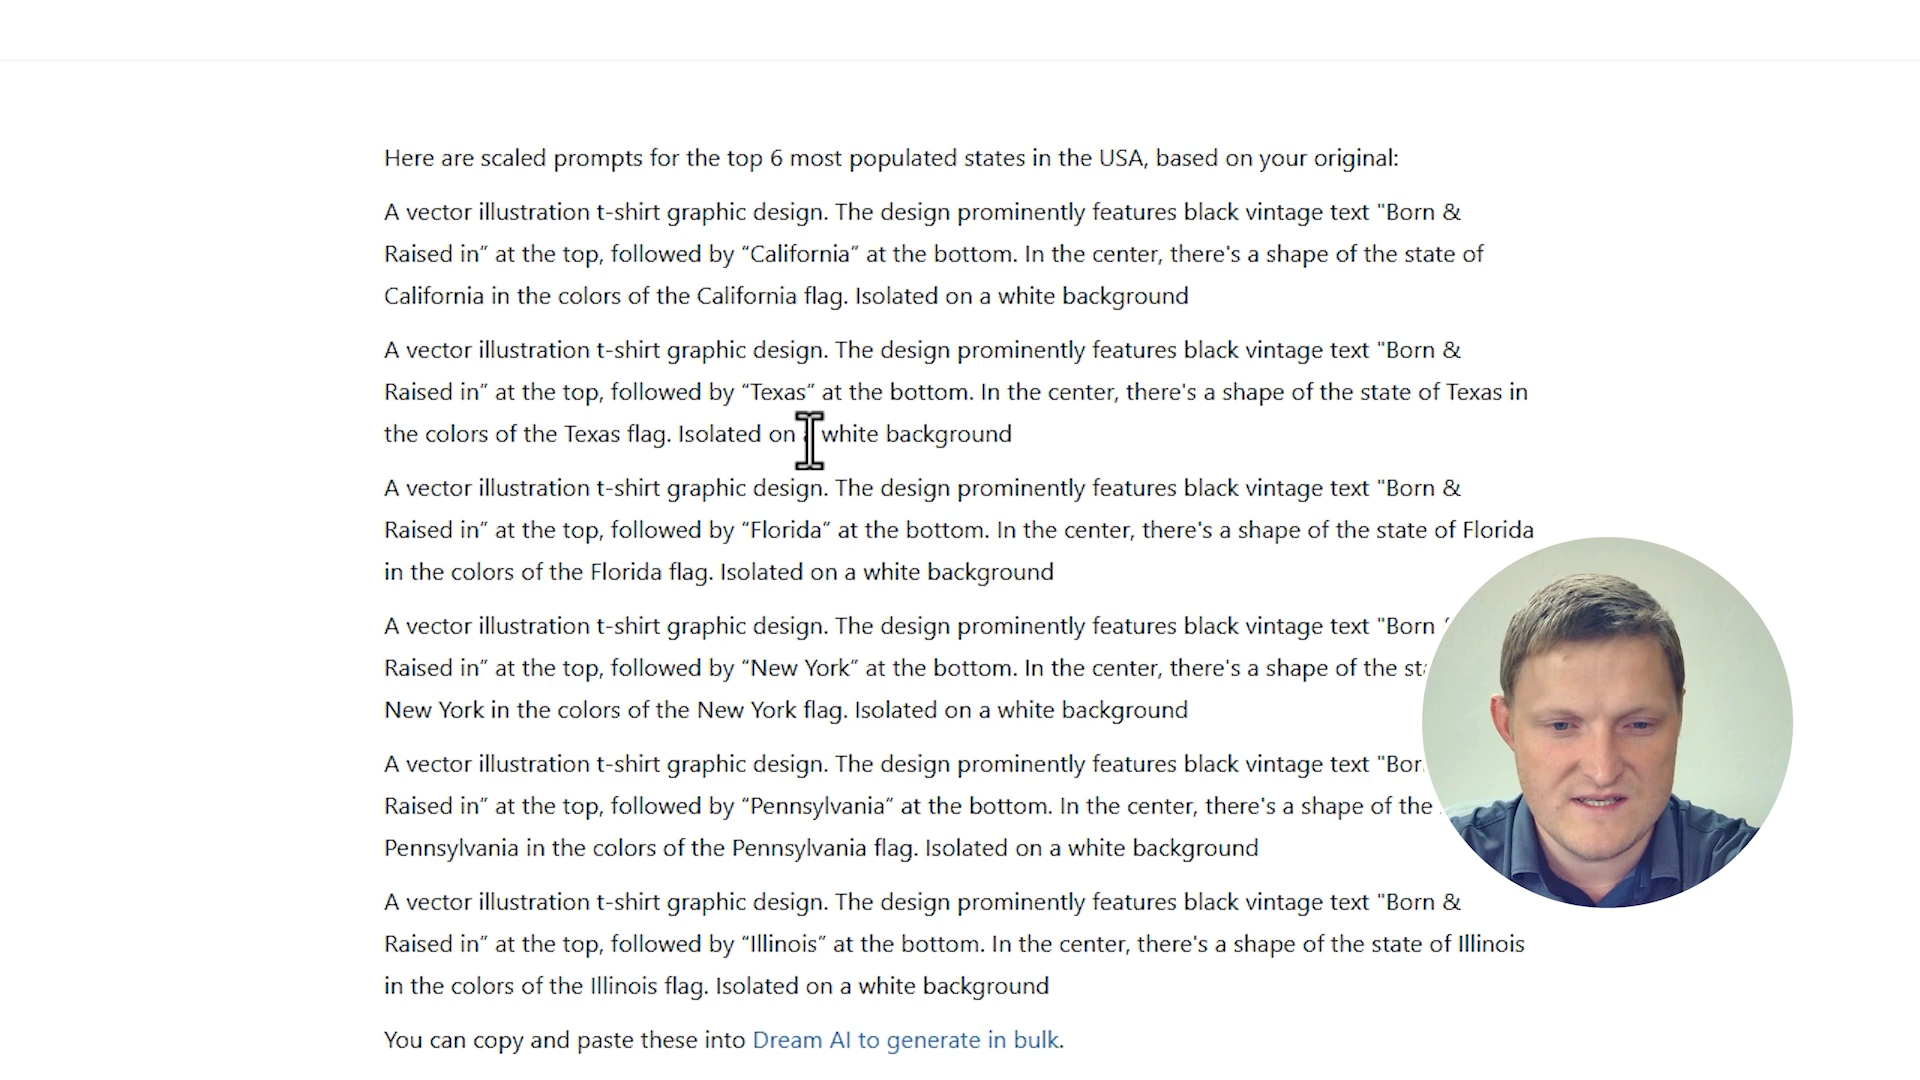 Here are scaled prompts for the top 6 most populated states in the USA, based on your original:
A vector illustration t-shirt graphic design. The design prominently features black vintage text "Born &
Raised in” at the top, followed by “California” at the bottom. In the center, there's a shape of the state of
California in the colors of the California flag. Isolated on a white background
A vector illustration t-shirt graphic design. The design prominently features black vintage text "Born &
Raised in” at the top, followed by “Texas” at the bottom. In the center, there's a shape of the state of Texas in
the colors of the Texas flag. Isolated on white background
A vector illustration t-shirt graphic design. The design prominently features black vintage text "Born &
Raised in” at the top, followed by “Florida” at the bottom. In the center, there's a shape of the state of Florida
in the colors of the Florida flag. Isolated on a white background
A vector illustration t-shirt graphic design. The design prominently features black vintage text "Born
Raised in” at the top, followed by “New York” at the bottom. In the center, there's a shape of the
New York in the colors of the New York flag. Isolated on a white background
A vector illustration t-shirt graphic design. The design prominently features black vintage text
Raised in” at the top, followed by “Pennsylvania” at the bottom. In the center, there's a shape of the
Pennsylvania in the colors of the Pennsylvania flag. Isolated on a white background
A vector illustration t-shirt graphic design. The design prominently features black vintage text "Born &
Raised in” at the top, followed by “Illinois” at the bottom. In the center, there's a shape of the state of Illinois
in the colors of the Illinois flag. Isolated on a white background
You can copy and paste these into Dream AI to generate in bulk.